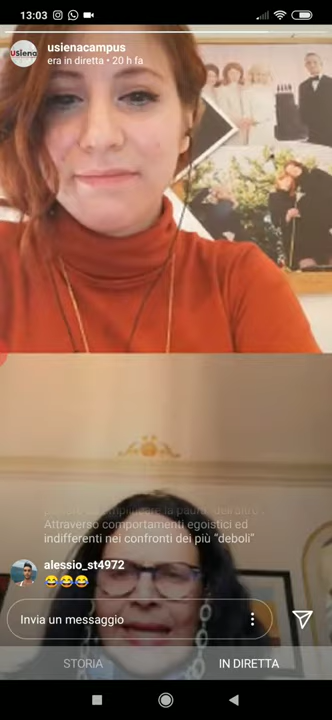 13:03
USiena
usienacampus
era in diretta • 20 h fa
Attraverso comportamenti egoistici ed
indifferenti nei confronti dei più "deboli"
alessio_st4972
😂😂😂
Invia un messaggio
STORIA
IN DIRETTA